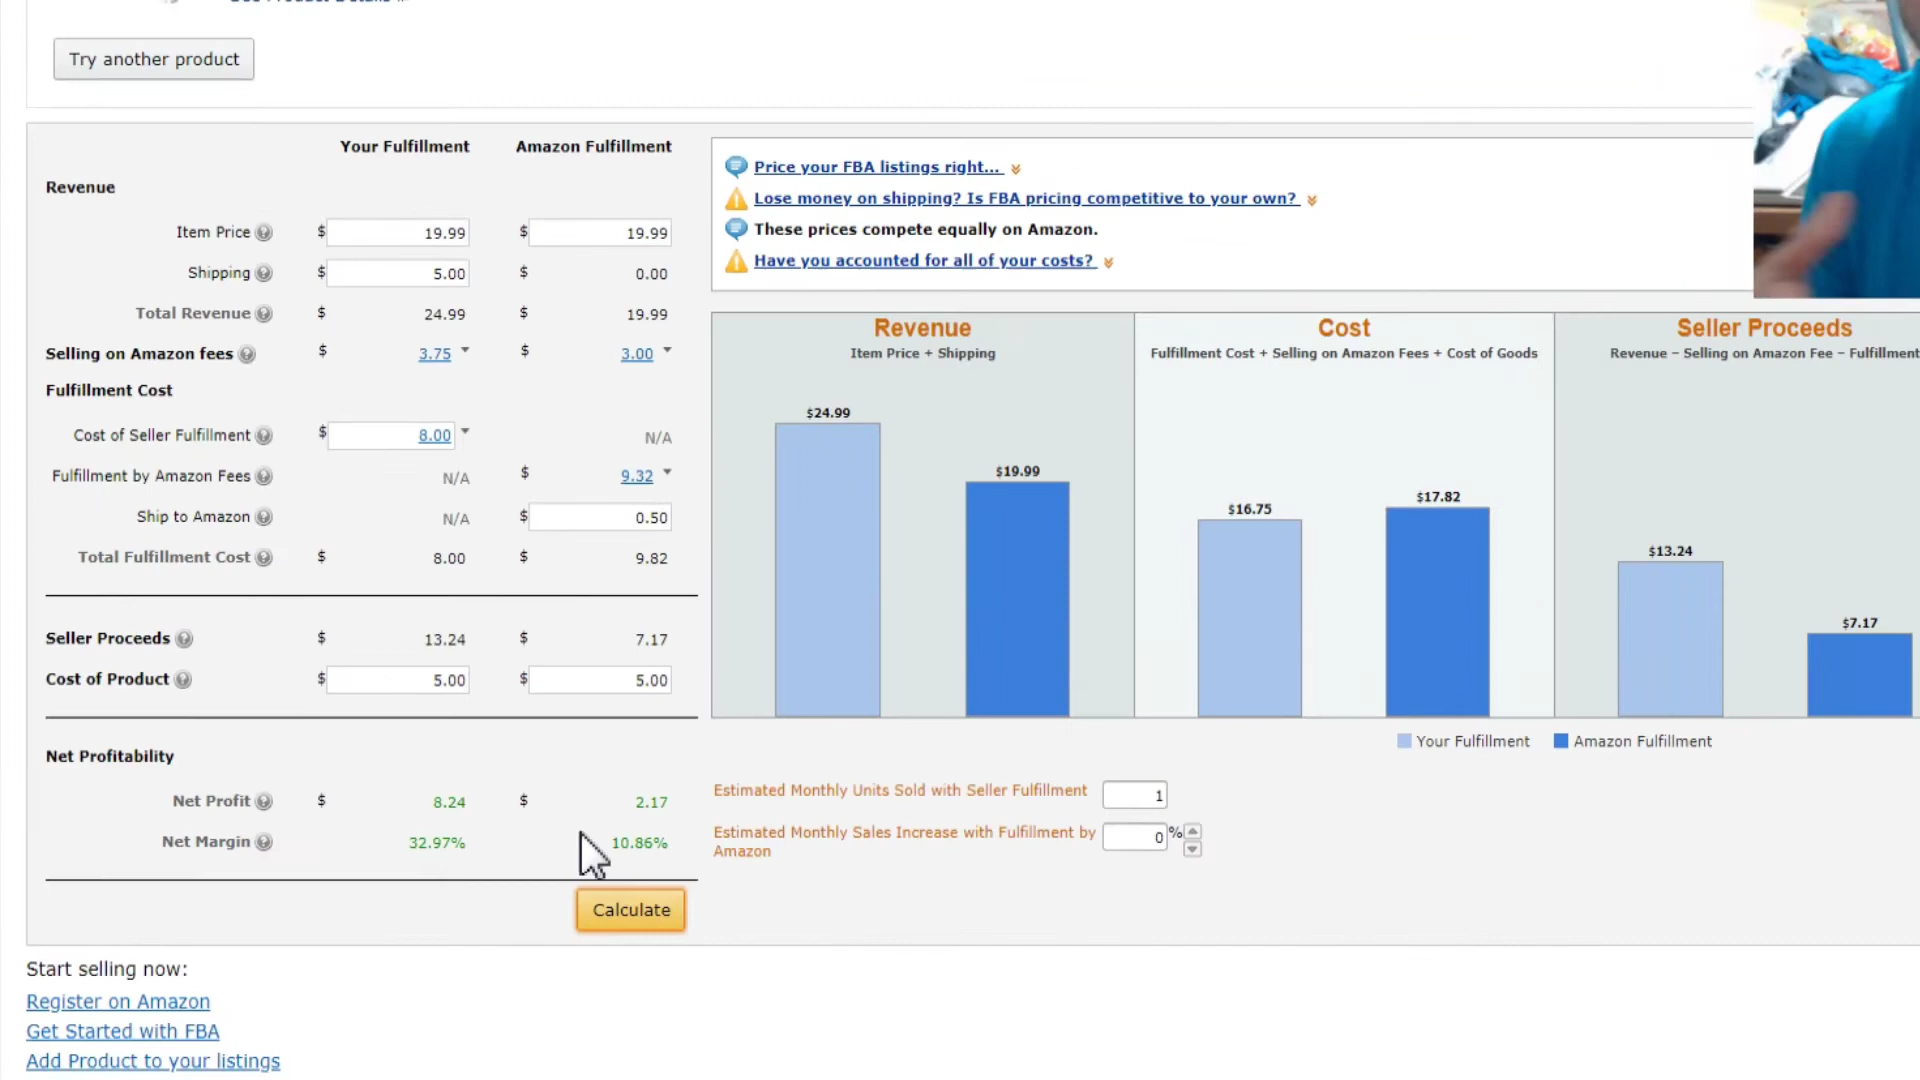 See Product Details
Try another product
Your Fulfillment Amazon Fulfillment
Revenue
Item Price $ 19.99 $ 19.99
Shipping $ 5.00 $ 0.00
Total Revenue $ 24.99 $ 19.99
Selling on Amazon fees $ 3.75 $ 3.00
Fulfillment Cost
Cost of Seller Fulfillment $ 8.00 N/A
Fulfillment by Amazon Fees N/A $ 9.32
Ship to Amazon N/A $ 0.50
Total Fulfillment Cost $ 8.00 $ 9.82
Seller Proceeds $ 13.24 $ 7.17
Cost of Product $ 5.00 $ 5.00
Net Profitability
Net Profit $ 8.24 $ 2.17
Net Margin 32.97% 10.86%
Calculate
Price your FBA listings right...
Lose money on shipping? Is FBA pricing competitive to your own?
These prices compete equally on Amazon.
Have you accounted for all of your costs?
Revenue
Item Price + Shipping
$24.99
$19.99
Cost
Fulfillment Cost + Selling on Amazon Fees + Cost of Goods
$16.75
$17.82
Seller Proceeds
Revenue − Selling on Amazon Fee − Fulfillment
$13.24
$7.17
Your Fulfillment Amazon Fulfillment
Estimated Monthly Units Sold with Seller Fulfillment 1
Estimated Monthly Sales Increase with Fulfillment by 0 %
Amazon
Start selling now:
Register on Amazon
Get Started with FBA
Add Product to your listings